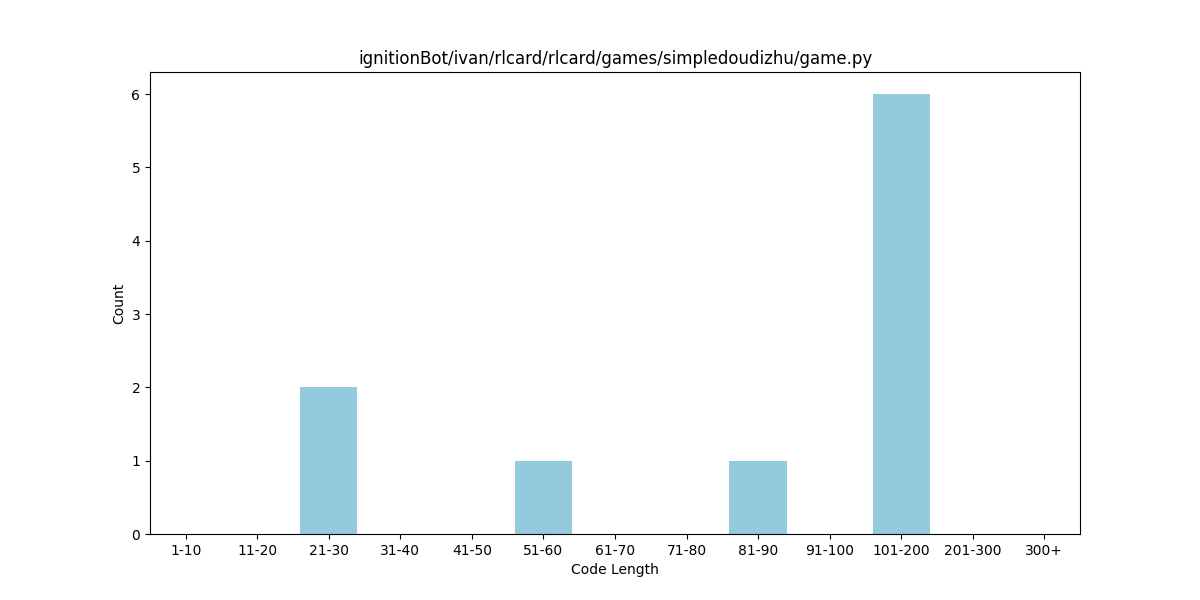 ignitionBot/ivan/rlcard/rlcard/games/simpledoudizhu/game.py
6
5
4
3
2
1
0
Count
1-10 11-20 21-30 31-40 41-50 51-60 61-70 71-80 81-90 91-100 101-200 201-300 300+
Code Length